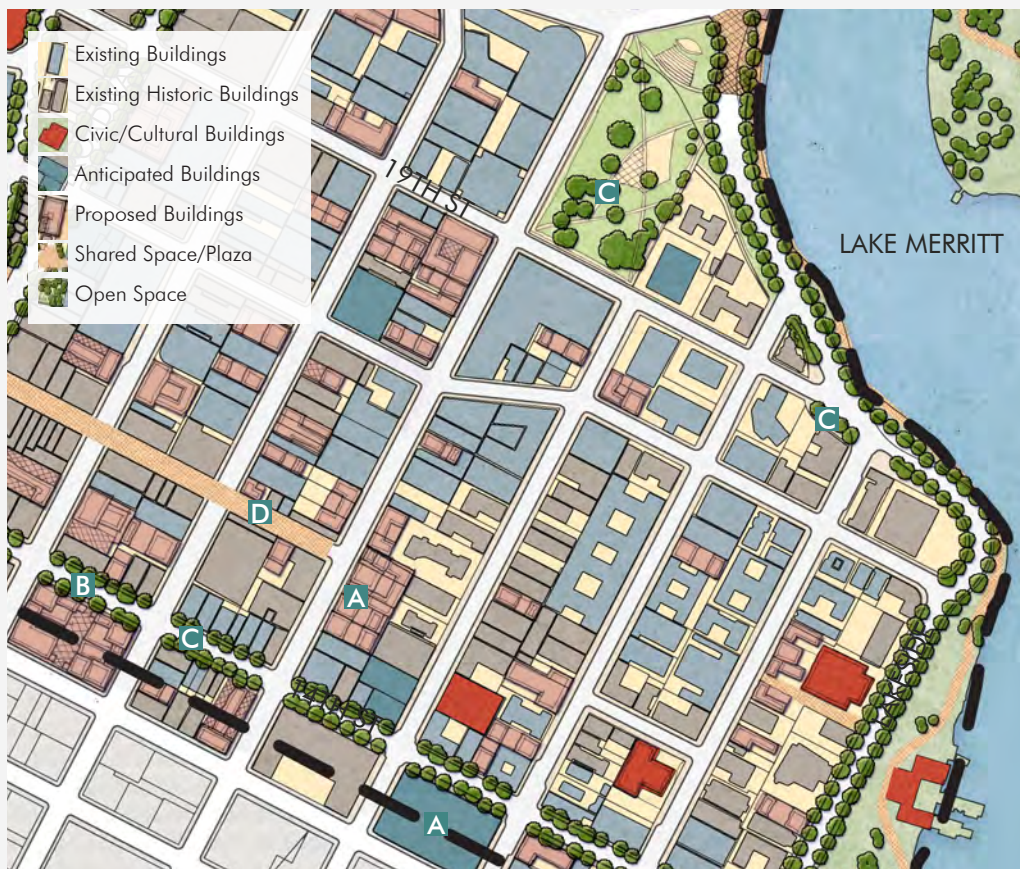 Existing Buildings
Existing Historic Buildings
Civic/Cultural Buildings
Anticipated Buildings
Proposed Buildings
Shared Space/Plaza
Open Space
19TH ST
C
LAKE MERRITT
C
D
B
A
C
A